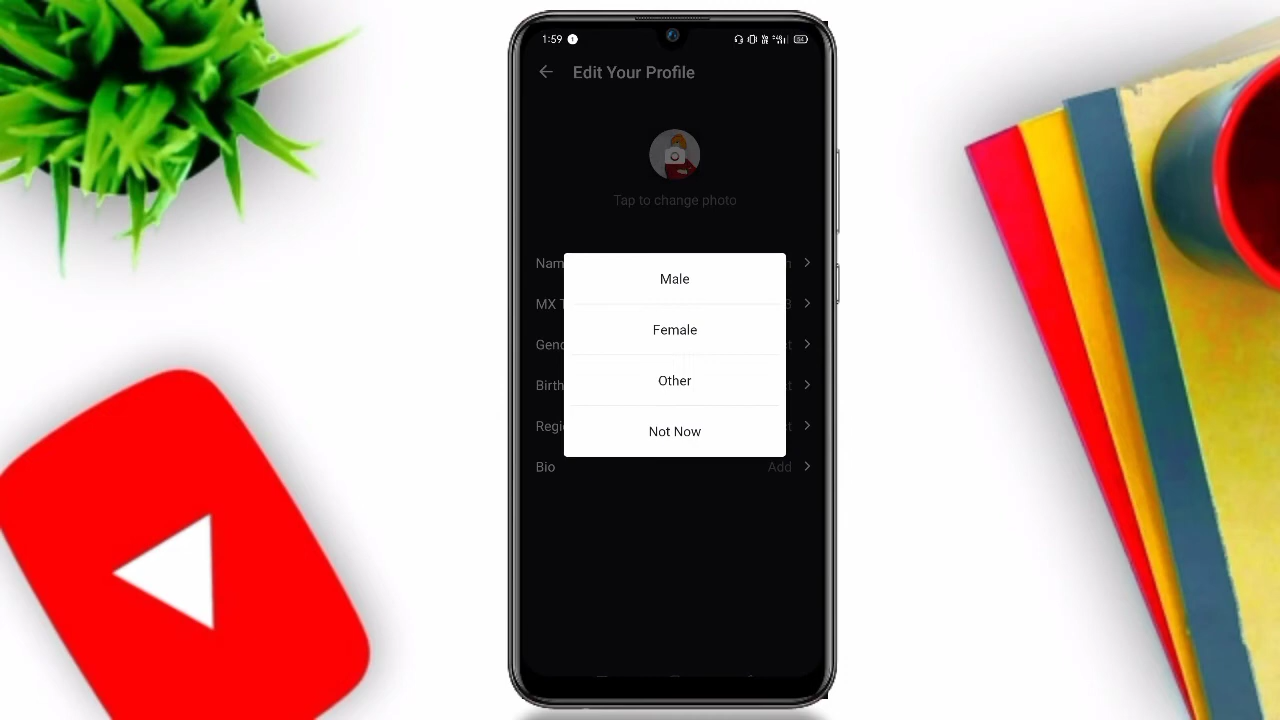 1:59
Edit Your Profile
Tap to change photo
Nam
Male
MX T
Female
Gend
Other
Birth
Regi
Not Now
Bio Add